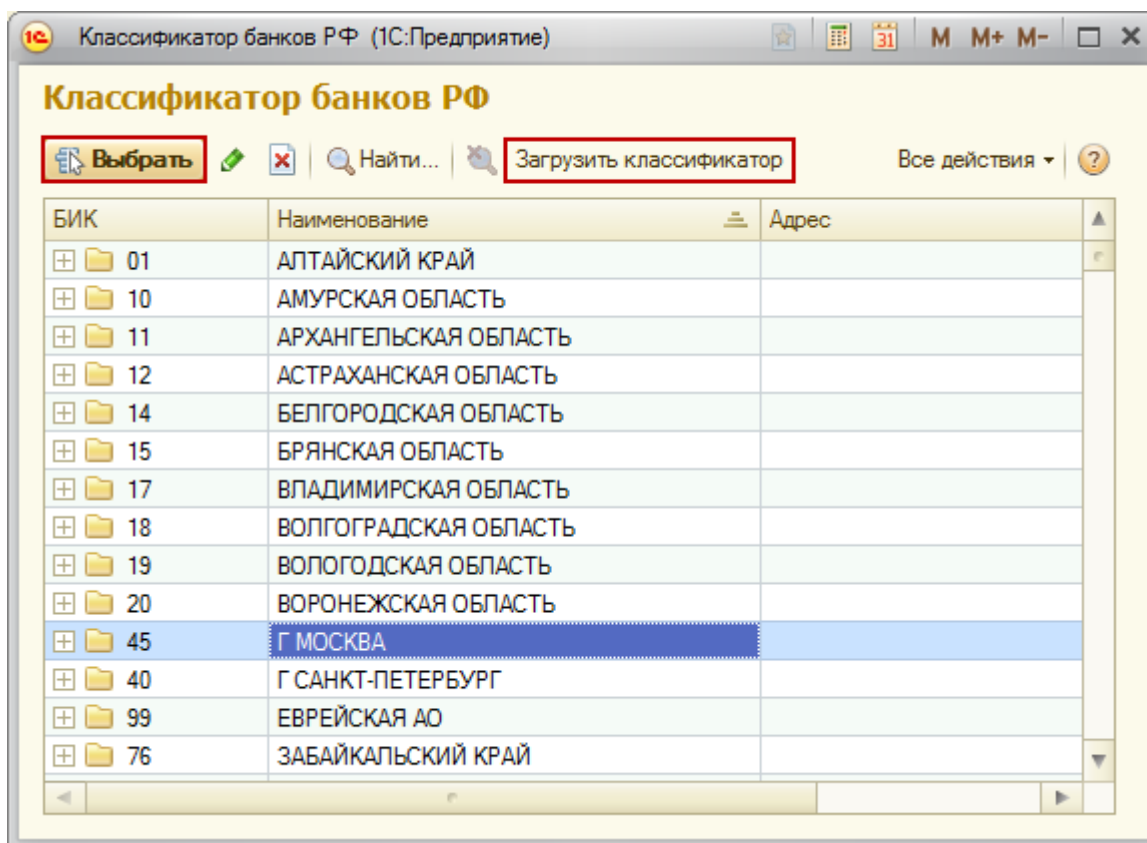 1С Классификатор банков РФ (1С:Предприятие) 31 M M+ M-
Классификатор банков РФ
Выбрать Найти... Загрузить классификатор Все действия ?
БИК Наименование Адрес
01 АЛТАЙСКИЙ КРАЙ
10 АМУРСКАЯ ОБЛАСТЬ
11 АРХАНГЕЛЬСКАЯ ОБЛАСТЬ
12 АСТРАХАНСКАЯ ОБЛАСТЬ
14 БЕЛГОРОДСКАЯ ОБЛАСТЬ
15 БРЯНСКАЯ ОБЛАСТЬ
17 ВЛАДИМИРСКАЯ ОБЛАСТЬ
18 ВОЛГОГРАДСКАЯ ОБЛАСТЬ
19 ВОЛОГОДСКАЯ ОБЛАСТЬ
20 ВОРОНЕЖСКАЯ ОБЛАСТЬ
45 Г МОСКВА
40 Г САНКТ-ПЕТЕРБУРГ
99 ЕВРЕЙСКАЯ АО
76 ЗАБАЙКАЛЬСКИЙ КРАЙ